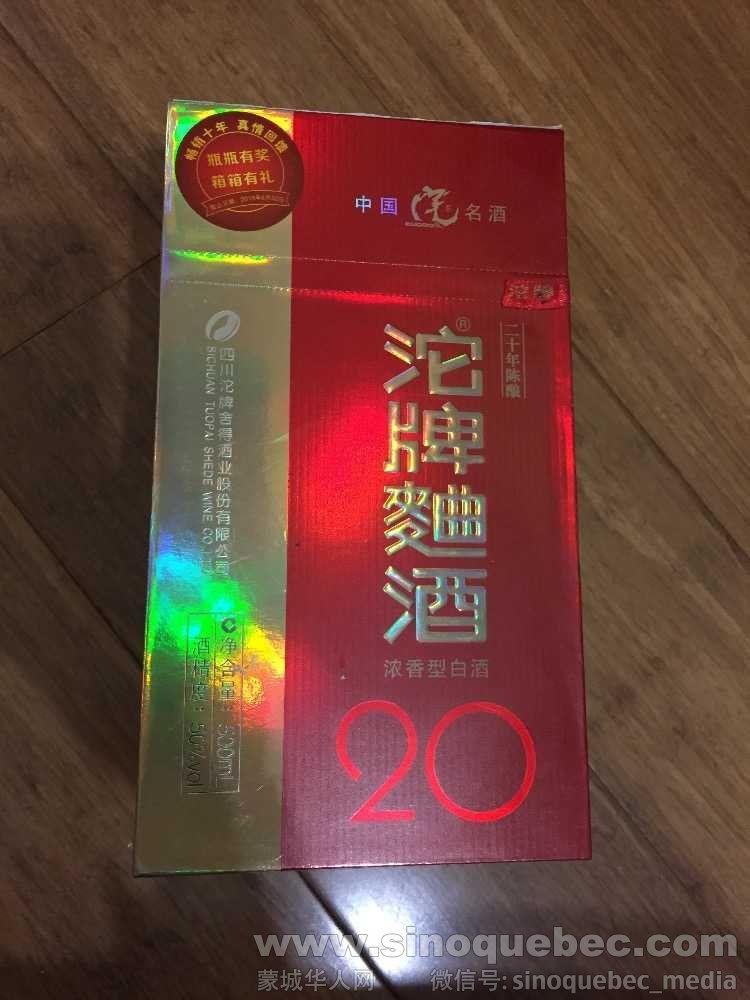 畅销十年 真情回馈
瓶瓶有奖
箱箱有礼
中国 沱 名酒
沱牌
二十年陈酿
沱牌麯酒
®
浓香型白酒
20
四川沱牌舍得酒业股份有限公司
SICHUAN TUOPAI SHEDE WINE CO
净含量：500mL
酒精度：50%vol
www.sinoquebec.com
蒙城华人网 微信号: sinoquebec_media